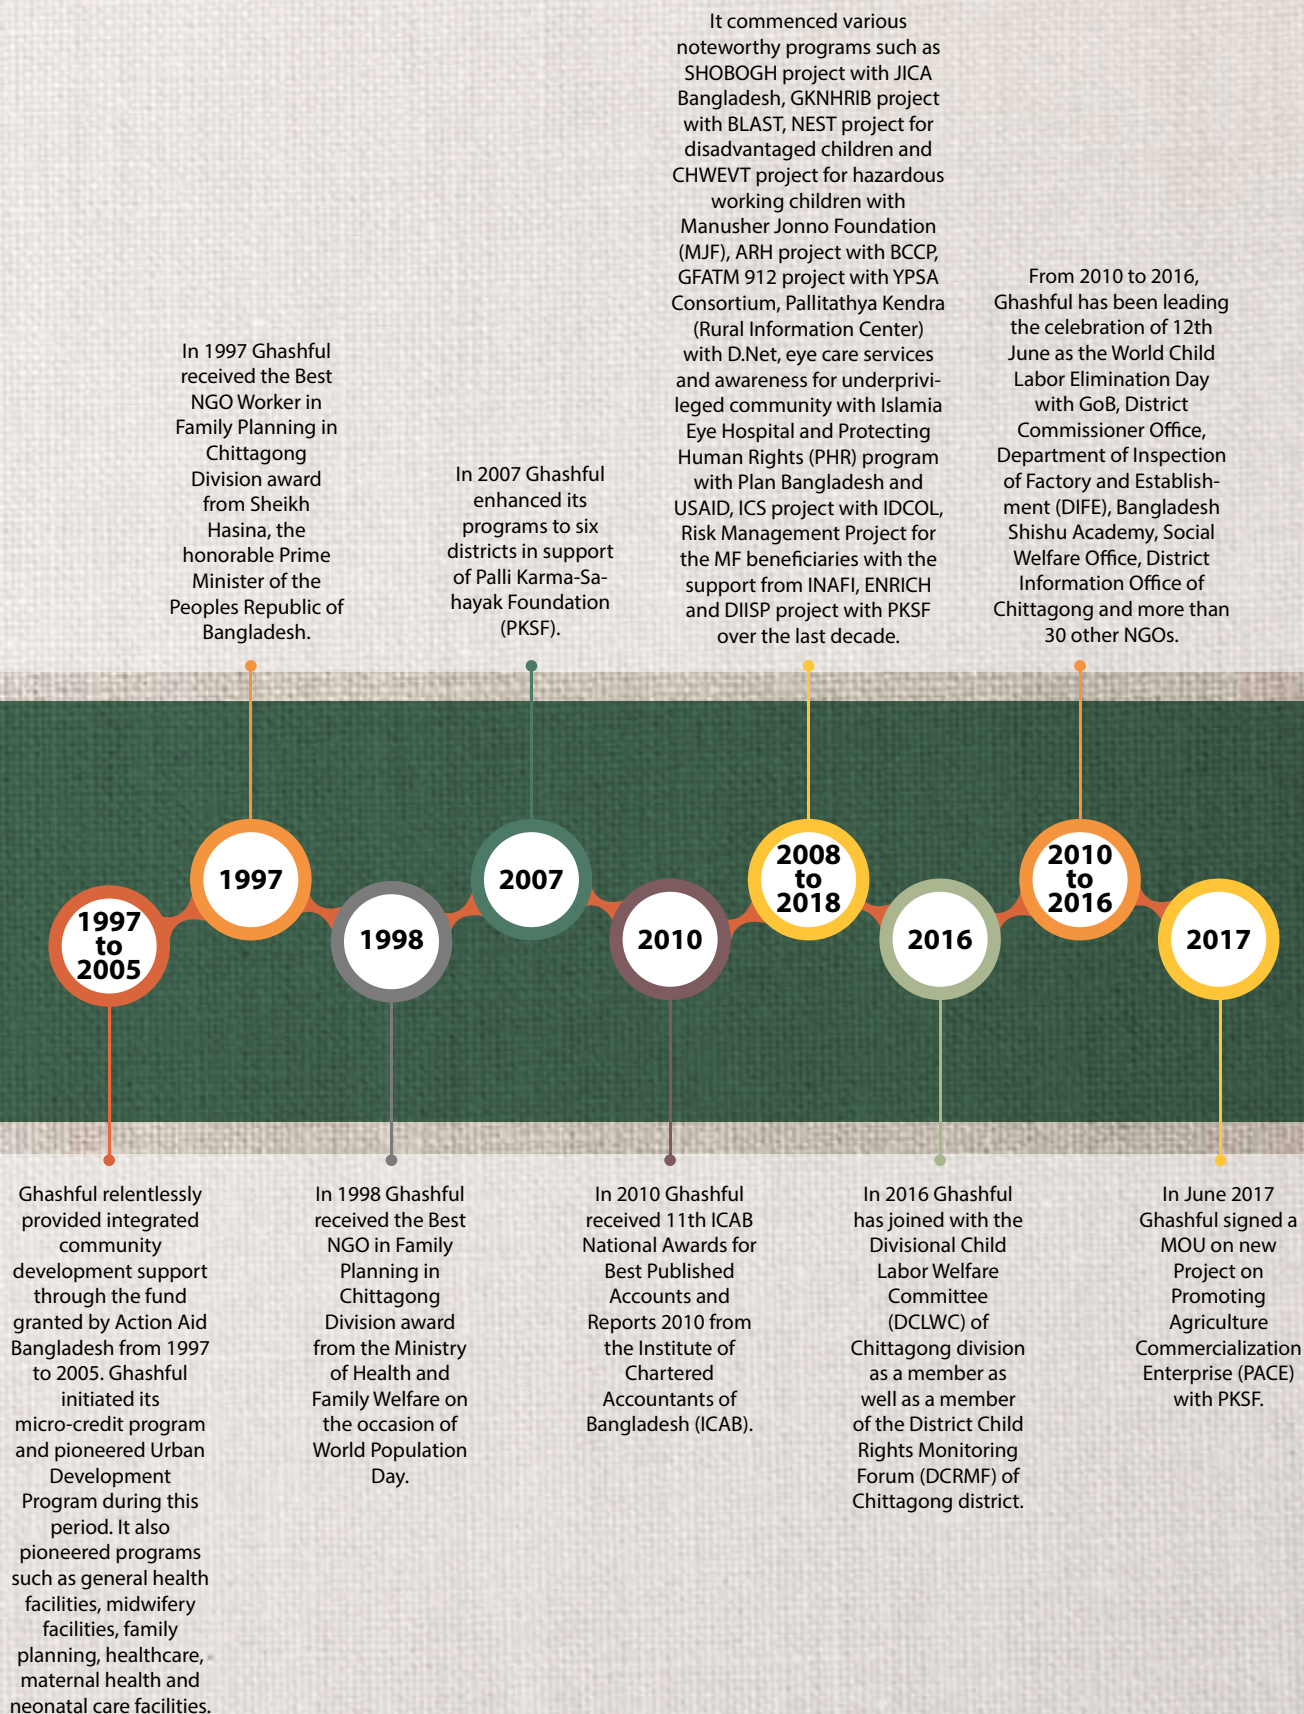 It commenced various
noteworthy programs such as
SHOBOGH project with JICA
Bangladesh, GKNHRIB project
with BLAST, NEST project for
disadvantaged children and
CHWEVT project for hazardous
working children with
Manusher Jonno Foundation
(MJF), ARH project with BCCP,
GFATM 912 project with YPSA
Consortium, Pallitathya Kendra
(Rural Information Center)
with D.Net, eye care services
and awareness for underprivi-
leged community with Islamia
Eye Hospital and Protecting
Human Rights (PHR) program
with Plan Bangladesh and
USAID, ICS project with IDCOL,
Risk Management Project for
the MF beneficiaries with the
support from INAFI, ENRICH
and DIISP project with PKSF
over the last decade.
From 2010 to 2016,
Ghashful has been leading
the celebration of 12th
June as the World Child
Labor Elimination Day
with GoB, District
Commissioner Office,
Department of Inspection
of Factory and Establish-
ment (DIFE), Bangladesh
Shishu Academy, Social
Welfare Office, District
Information Office of
Chittagong and more than
30 other NGOs.
In 1997 Ghashful
received the Best
NGO Worker in
Family Planning in
Chittagong
Division award
from Sheikh
Hasina, the
honorable Prime
Minister of the
Peoples Republic of
Bangladesh.
In 2007 Ghashful
enhanced its
programs to six
districts in support
of Palli Karma-Sa-
hayak Foundation
(PKSF).
1997
to
2005
1997
1998
2007
2010
2008
to
2018
2016
2010
to
2016
2017
Ghashful relentlessly
provided integrated
community
development support
through the fund
granted by Action Aid
Bangladesh from 1997
to 2005. Ghashful
initiated its
micro-credit program
and pioneered Urban
Development
Program during this
period. It also
pioneered programs
such as general health
facilities, midwifery
facilities, family
planning, healthcare,
maternal health and
neonatal care facilities.
In 1998 Ghashful
received the Best
NGO in Family
Planning in
Chittagong
Division award
from the Ministry
of Health and
Family Welfare on
the occasion of
World Population
Day.
In 2010 Ghashful
received 11th ICAB
National Awards for
Best Published
Accounts and
Reports 2010 from
the Institute of
Chartered
Accountants of
Bangladesh (ICAB).
In 2016 Ghashful
has joined with the
Divisional Child
Labor Welfare
Committee
(DCLWC) of
Chittagong division
as a member as
well as a member
of the District Child
Rights Monitoring
Forum (DCRMF) of
Chittagong district.
In June 2017
Ghashful signed a
MOU on new
Project on
Promoting
Agriculture
Commercialization
Enterprise (PACE)
with PKSF.